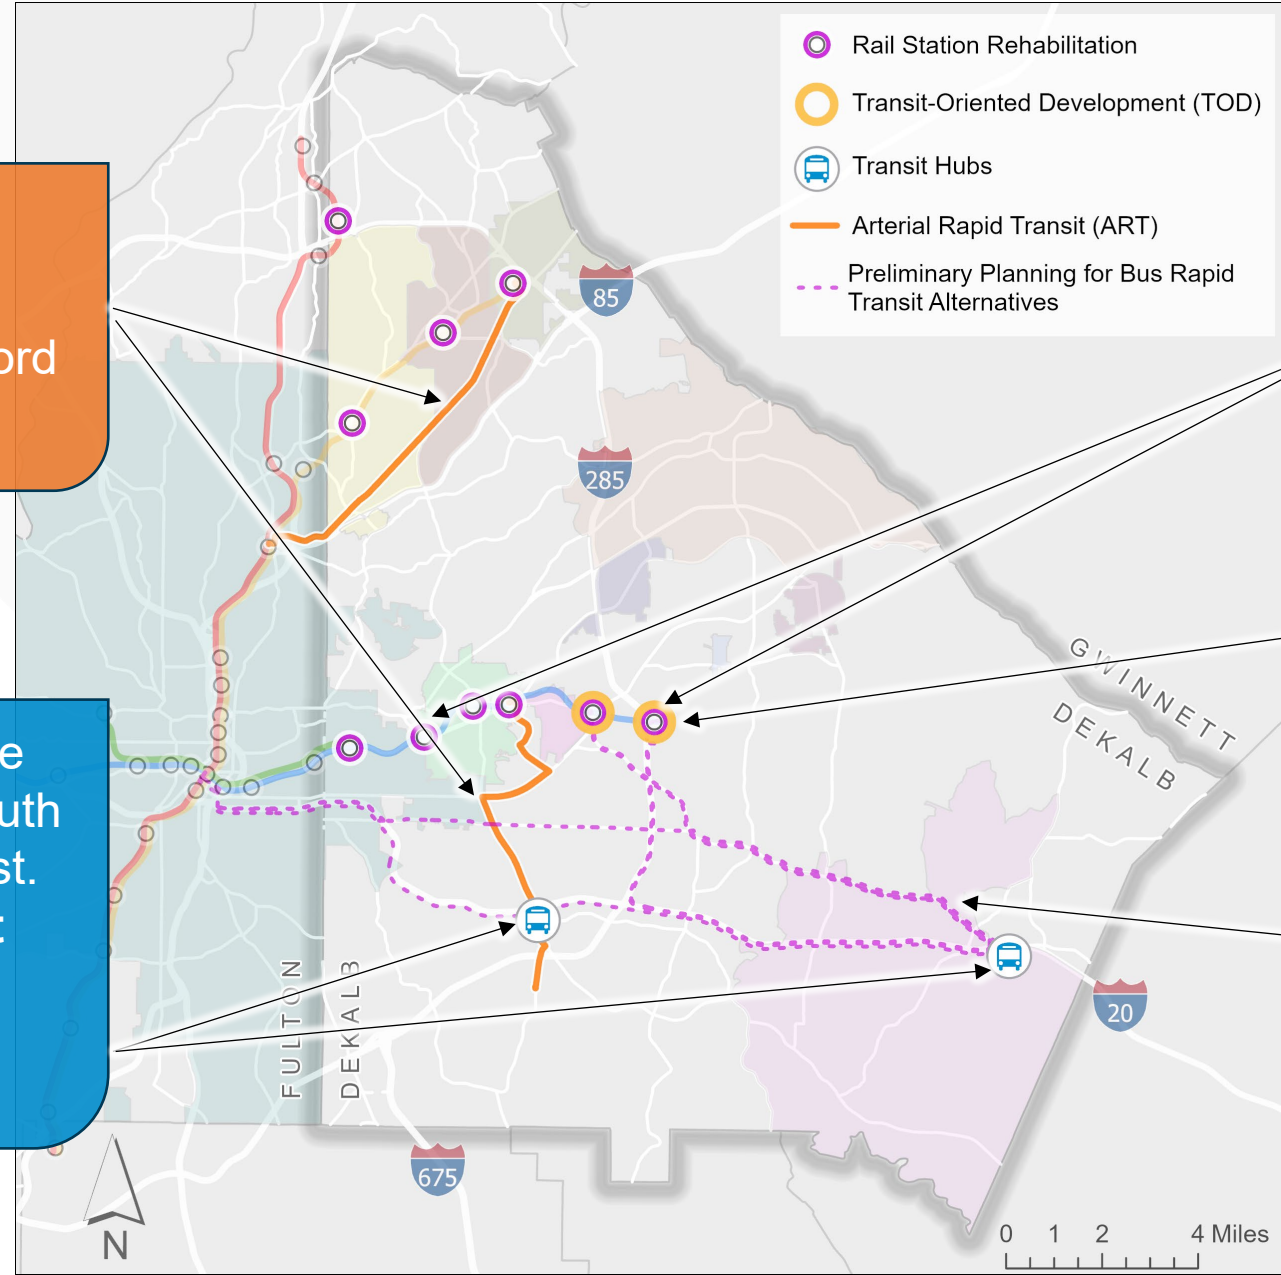 Rail Station Rehabilitation
Transit-Oriented Development (TOD)
Transit Hubs
Arterial Rapid Transit (ART)
Preliminary Planning for Bus Rapid
Transit Alternatives
85
ord
285
GWINNETT
DEKALB
e
uth
st.
t
FULTON
DEKALB
20
675
N
0 1 2 4 Miles